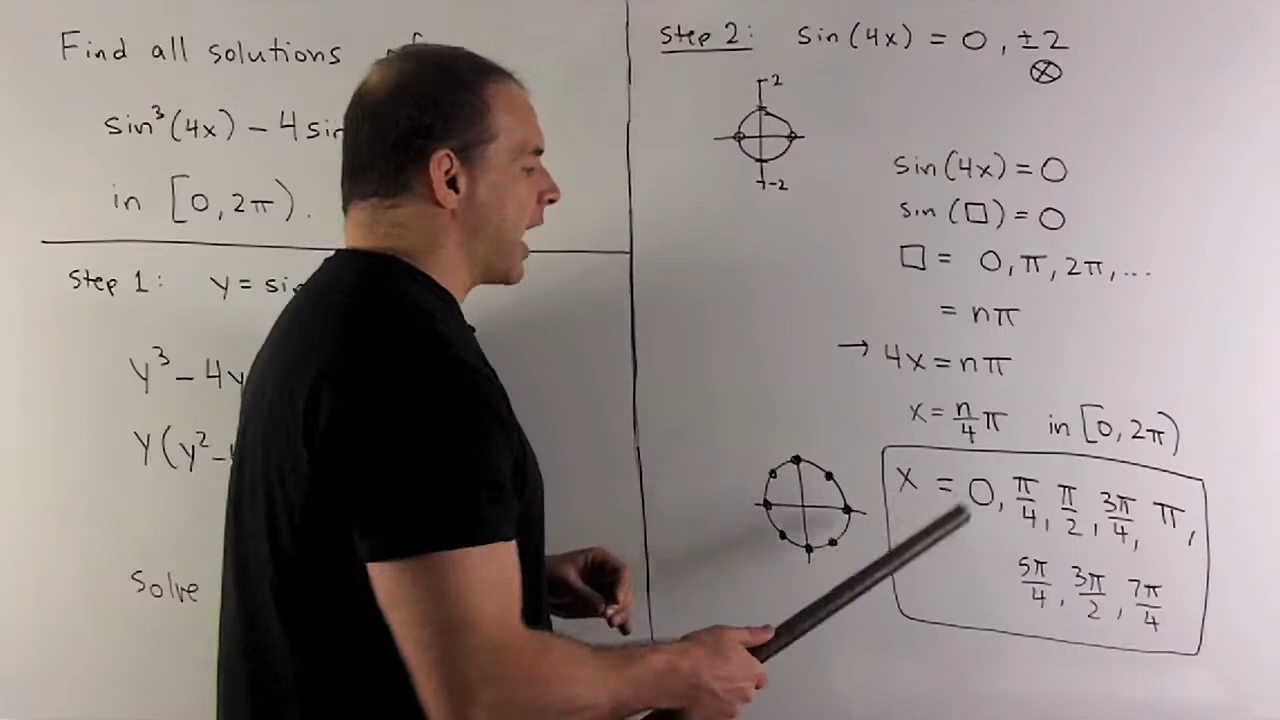 Find all solutions
sin³(4x) - 4 sin
in [0, 2π).
Step 1: y = sin
y³ - 4y
y(y² -
Solve
Step 2: sin(4x) = 0, ±2
⊗
2
-2
sin(4x) = 0
sin(□) = 0
□ = 0, π, 2π, ...
= nπ
→ 4x = nπ
x = n/4 π in [0, 2π)
x = 0, π/4, π/2, 3π/4, π,
5π/4, 3π/2, 7π/4